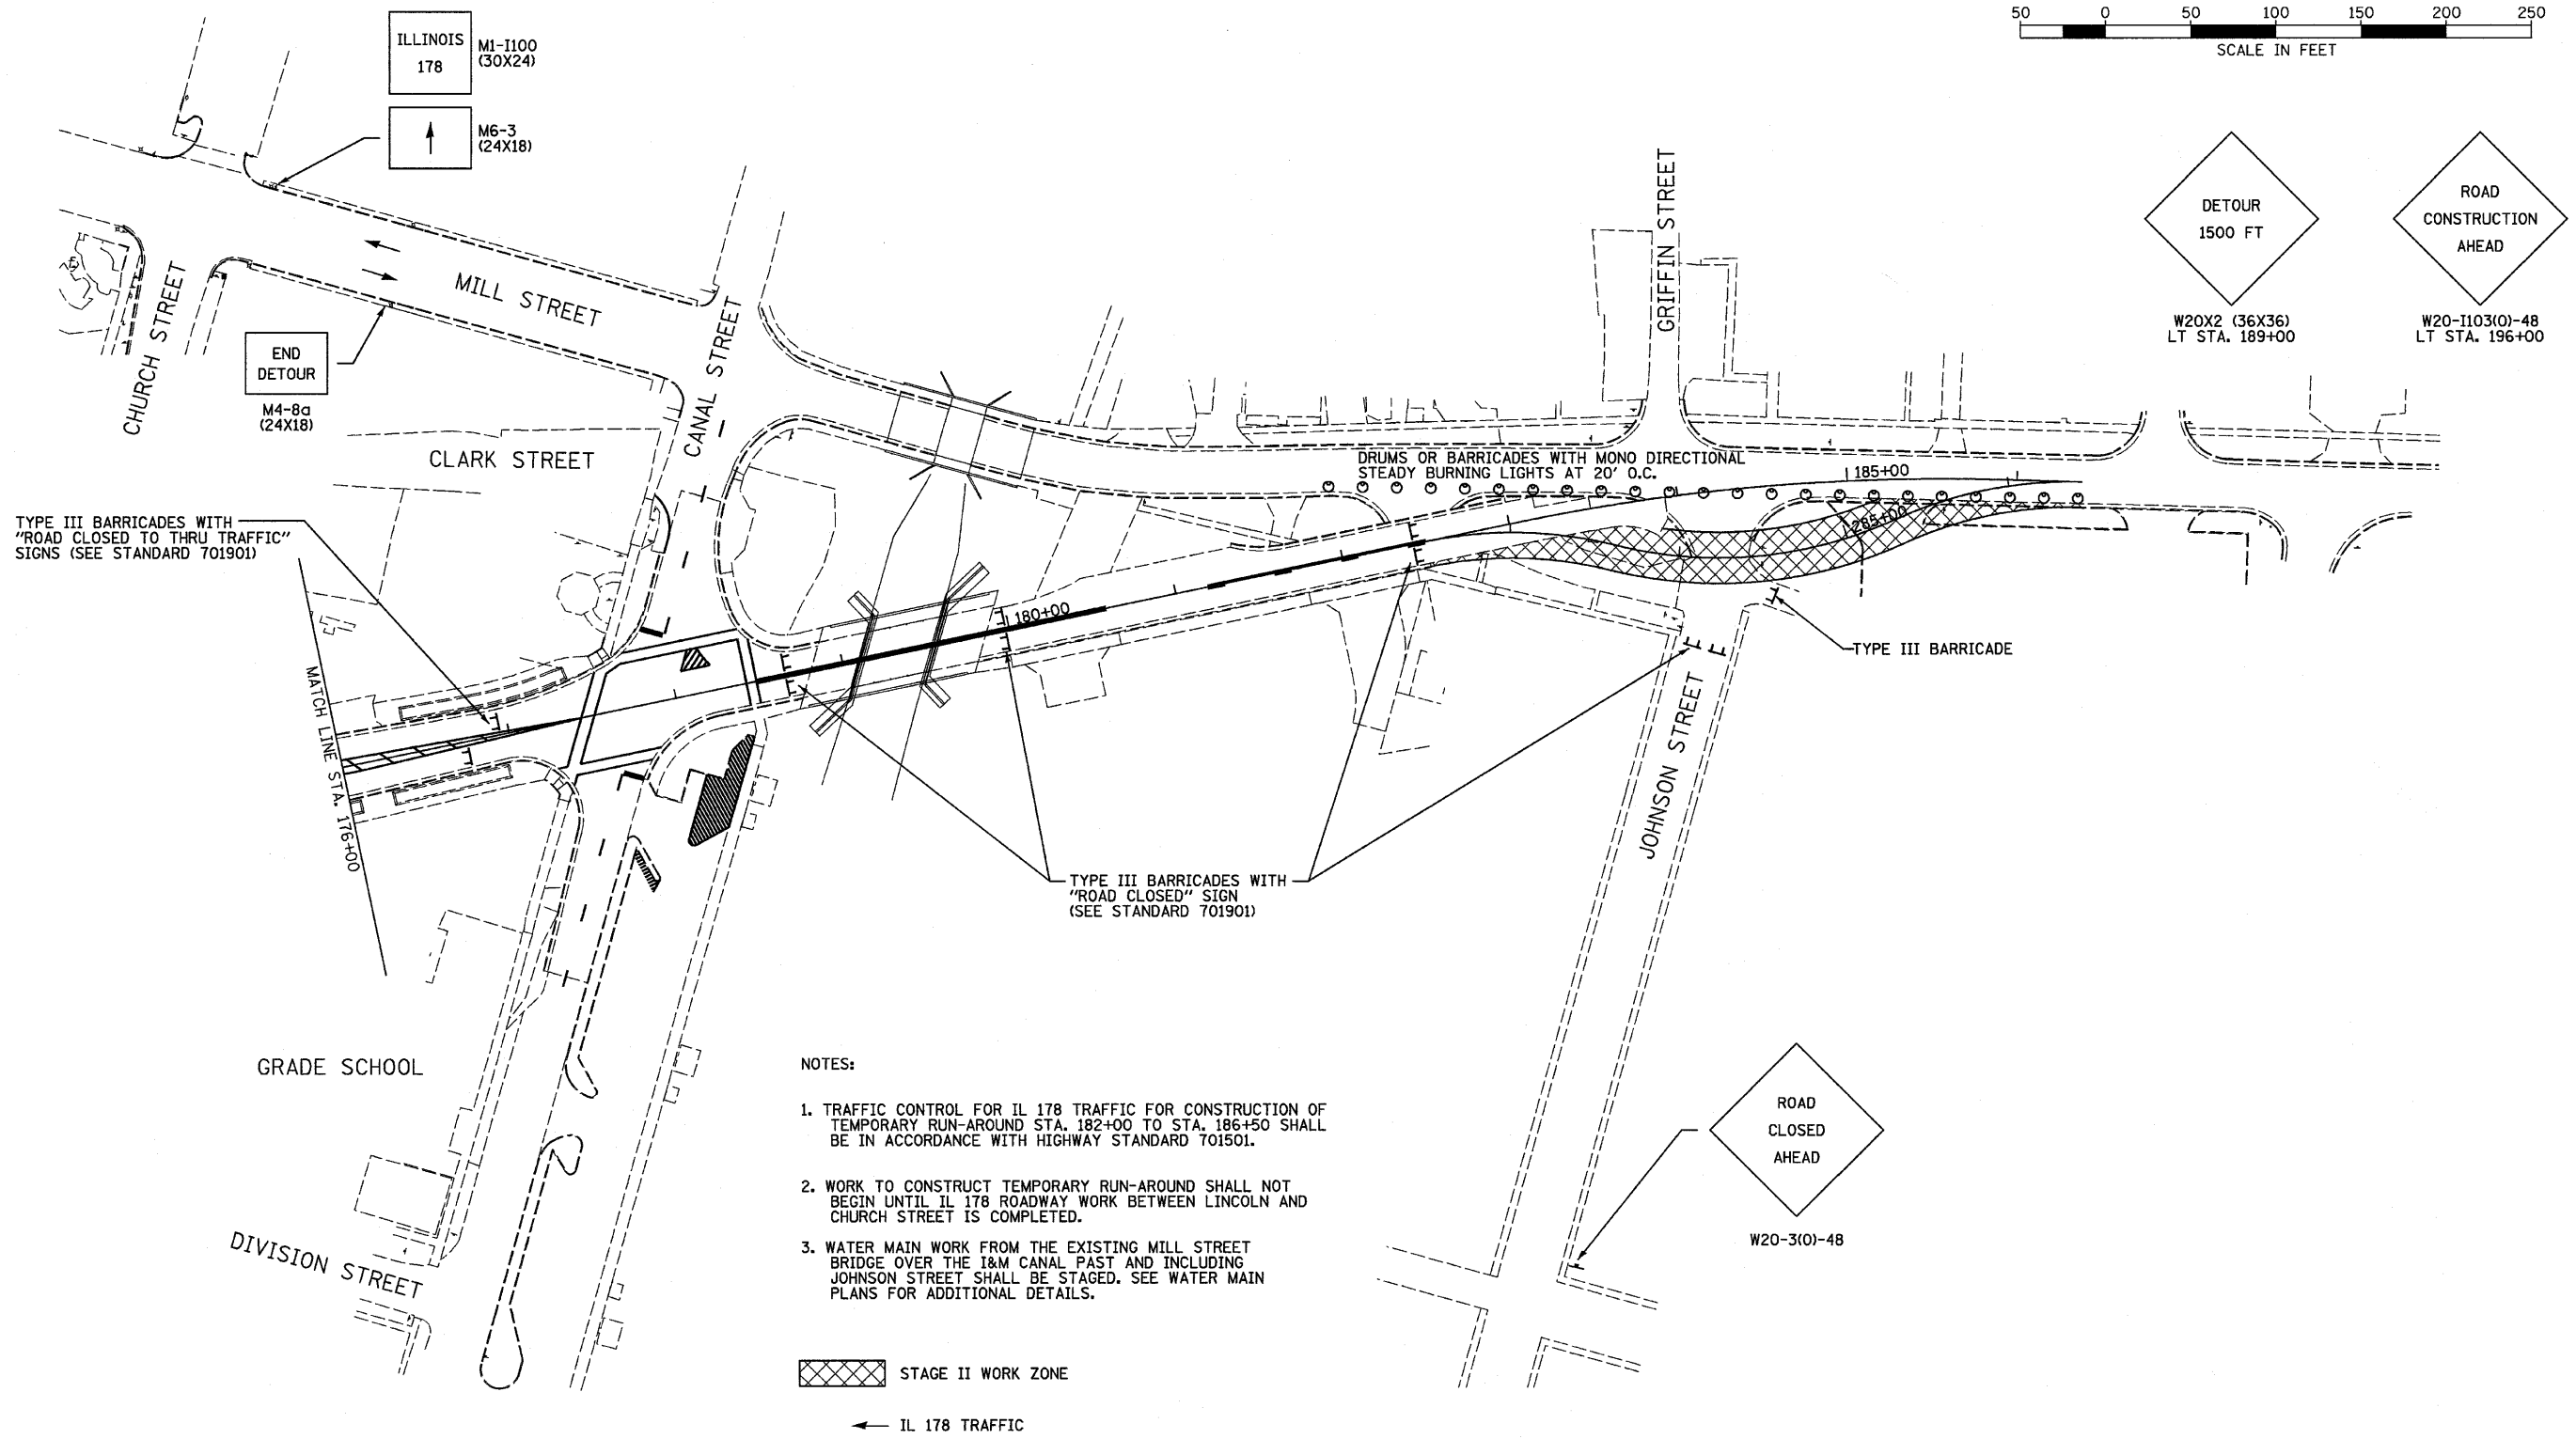 50 0 50 100 150 200 250
SCALE IN FEET
ILLINOIS
178
M1-I100
(30X24)
M6-3
(24X18)
DETOUR
1500 FT
W20X2 (36X36)
LT STA. 189+00
ROAD
CONSTRUCTION
AHEAD
W20-I103(O)-48
LT STA. 196+00
GRIFFIN STREET
MILL STREET
CHURCH STREET
CANAL STREET
END
DETOUR
M4-8a
(24X18)
CLARK STREET
DRUMS OR BARRICADES WITH MONO DIRECTIONAL
STEADY BURNING LIGHTS AT 20' O.C.
185+00
285+00
TYPE III BARRICADES WITH
"ROAD CLOSED TO THRU TRAFFIC"
SIGNS (SEE STANDARD 701901)
180+00
TYPE III BARRICADE
MATCH LINE STA. 176+00
JOHNSON STREET
TYPE III BARRICADES WITH
"ROAD CLOSED" SIGN
(SEE STANDARD 701901)
GRADE SCHOOL
DIVISION STREET
ROAD
CLOSED
AHEAD
W20-3(O)-48
NOTES:
1. TRAFFIC CONTROL FOR IL 178 TRAFFIC FOR CONSTRUCTION OF
TEMPORARY RUN-AROUND STA. 182+00 TO STA. 186+50 SHALL
BE IN ACCORDANCE WITH HIGHWAY STANDARD 701501.
2. WORK TO CONSTRUCT TEMPORARY RUN-AROUND SHALL NOT
BEGIN UNTIL IL 178 ROADWAY WORK BETWEEN LINCOLN AND
CHURCH STREET IS COMPLETED.
3. WATER MAIN WORK FROM THE EXISTING MILL STREET
BRIDGE OVER THE I&M CANAL PAST AND INCLUDING
JOHNSON STREET SHALL BE STAGED. SEE WATER MAIN
PLANS FOR ADDITIONAL DETAILS.
STAGE II WORK ZONE
IL 178 TRAFFIC